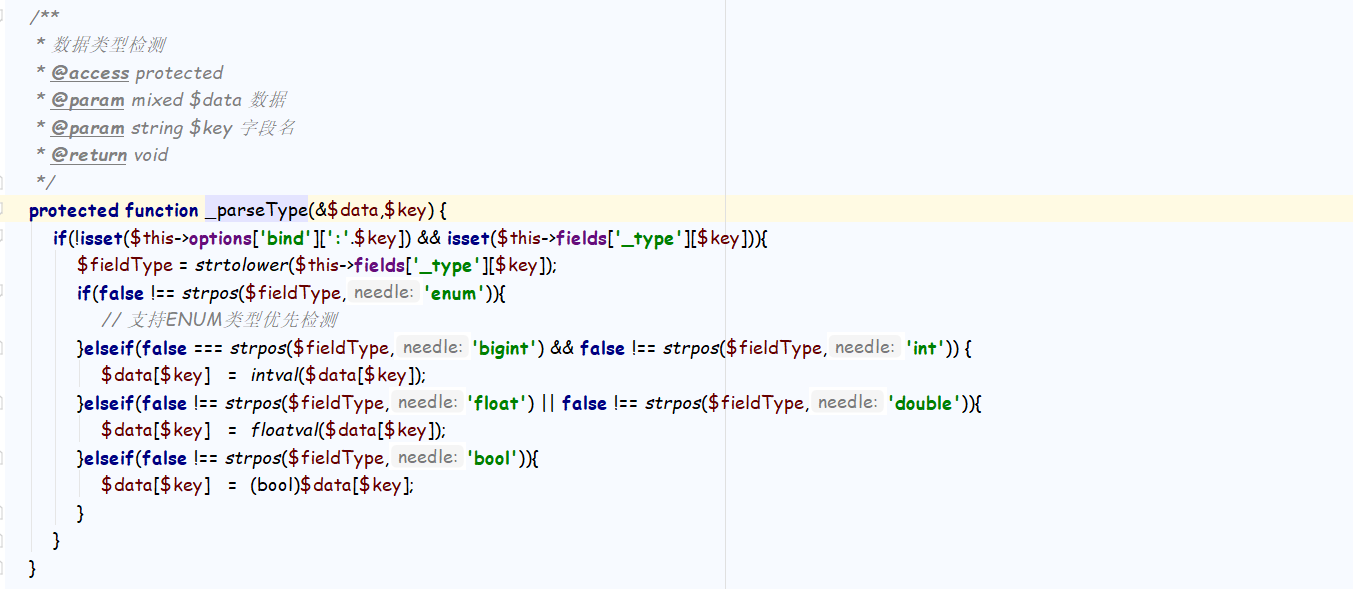 /**
 * 数据类型检测
 * @access protected
 * @param mixed $data 数据
 * @param string $key 字段名
 * @return void
 */
protected function _parseType(&$data,$key) {
    if(!isset($this->options['bind'][':'.$key]) && isset($this->fields['_type'][$key])){
        $fieldType = strtolower($this->fields['_type'][$key]);
        if(false !== strpos($fieldType, needle: 'enum')){
            // 支持ENUM类型优先检测
        }elseif(false === strpos($fieldType, needle: 'bigint') && false !== strpos($fieldType, needle: 'int')) {
            $data[$key]   =  intval($data[$key]);
        }elseif(false !== strpos($fieldType, needle: 'float') || false !== strpos($fieldType, needle: 'double')){
            $data[$key]   =  floatval($data[$key]);
        }elseif(false !== strpos($fieldType, needle: 'bool')){
            $data[$key]   =  (bool)$data[$key];
        }
    }
}